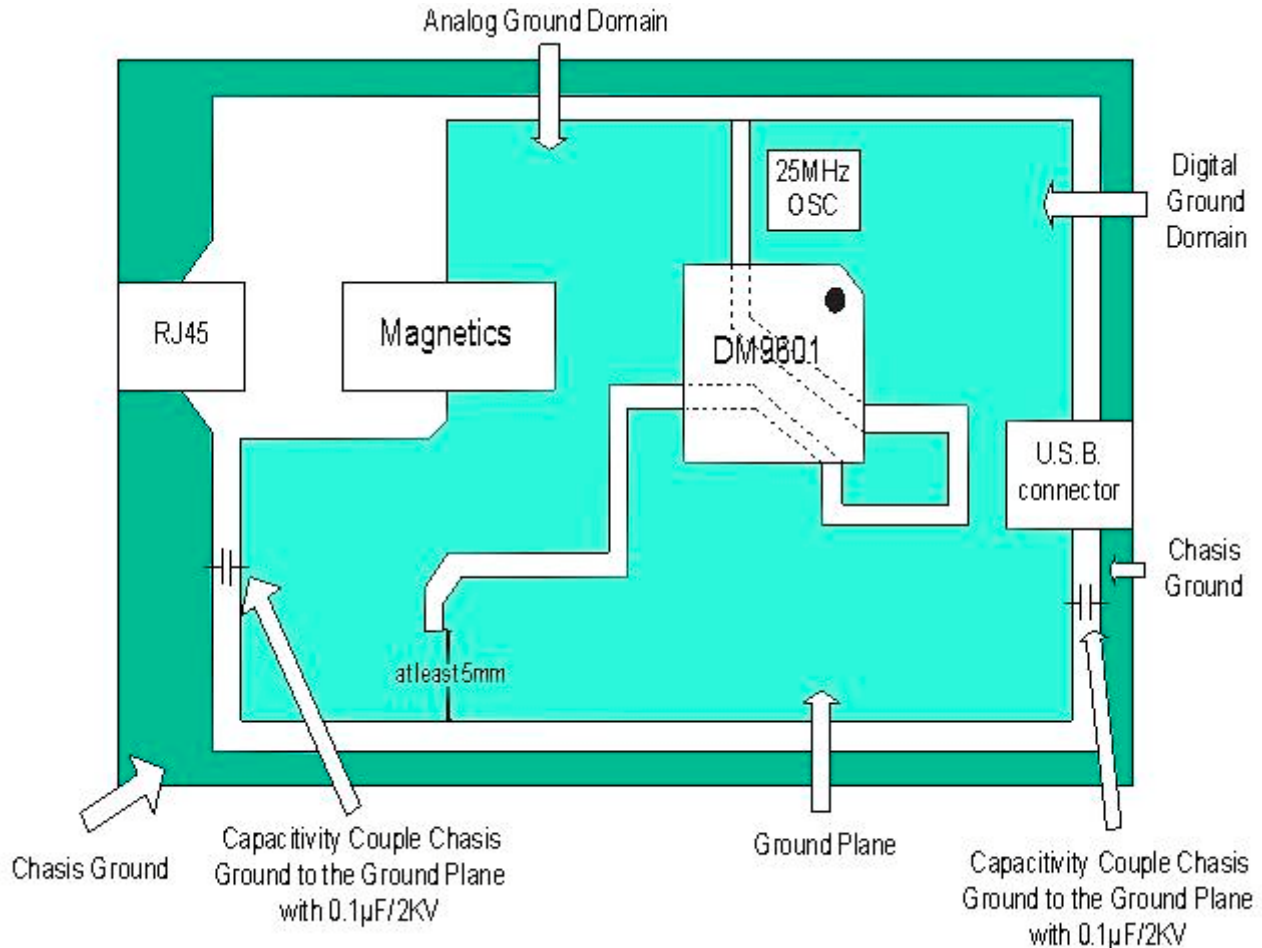 Analog Ground Domain
25MHz
OSC
Digital
Ground
Domain
RJ45
Magnetics
DM9601
U.S.B.
connector
Chasis
Ground
atleast5mm
Chasis Ground
Capacitivity Couple Chasis
Ground to the Ground Plane
with 0.1µF/2KV
Ground Plane
Capacitivity Couple Chasis
Ground to the Ground Plane
with 0.1µF/2KV